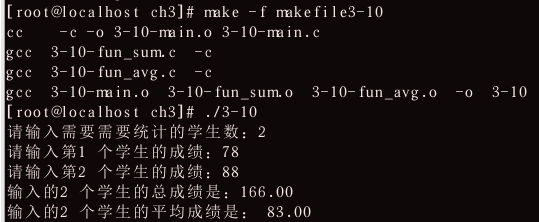 [root@localhost ch3]# make -f makefile3-10
cc    -c -o 3-10-main.o 3-10-main.c
gcc  3-10-fun_sum.c  -c
gcc  3-10-fun_avg.c  -c
gcc  3-10-main.o  3-10-fun_sum.o  3-10-fun_avg.o  -o  3-10
[root@localhost ch3]# ./3-10
请输入需要需要统计的学生数：2
请输入第1 个学生的成绩：78
请输入第2 个学生的成绩：88
输入的2 个学生的总成绩是：166.00
输入的2 个学生的平均成绩是： 83.00